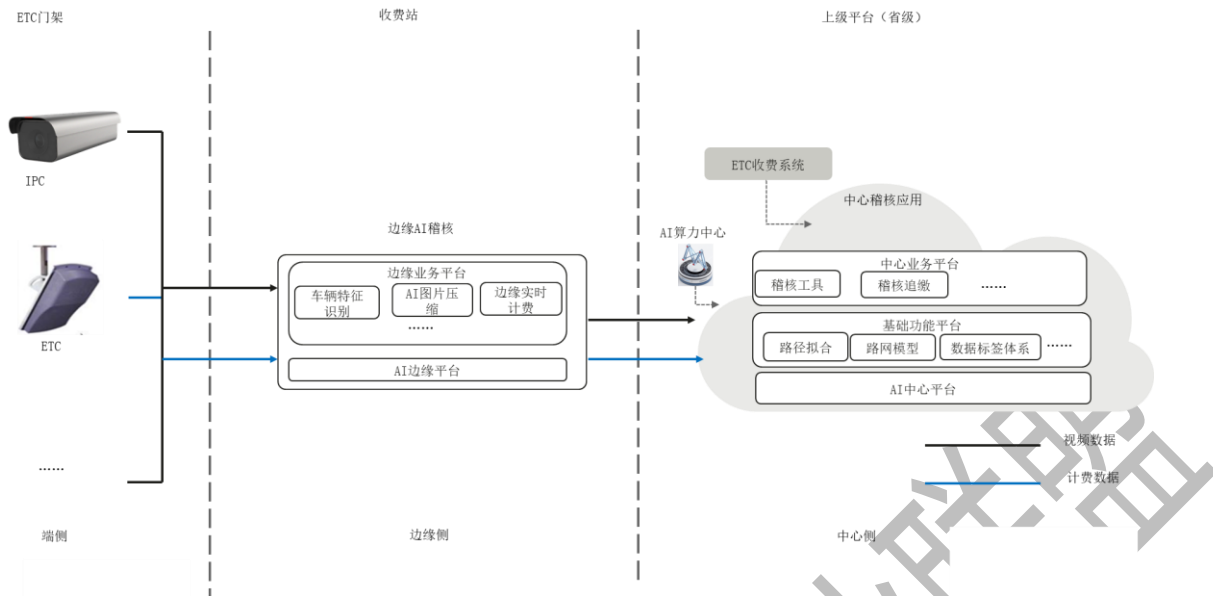 ETC门架
收费站
上级平台（省级）
IPC
ETC
……
端侧
边缘AI稽核
边缘业务平台
车辆特征
识别
AI图片压
缩
边缘实时
计费
……
AI边缘平台
边缘侧
ETC收费系统
AI算力中心
中心稽核应用
中心业务平台
稽核工具
稽核追缴
……
基础功能平台
路径拟合
路网模型
数据标签体系
……
AI中心平台
视频数据
计费数据
中心侧
联盟